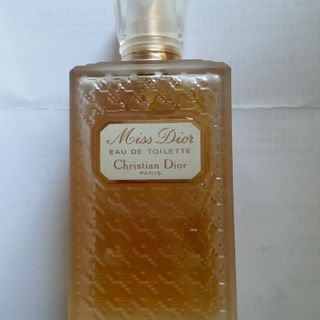 Miss Dior
EAU DE TOILETTE
Christian Dior
PARIS